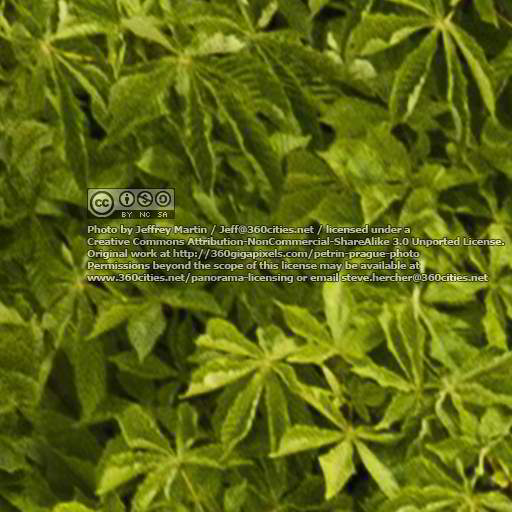 cc
BY NC SA
Photo by Jeffrey Martin / Jeff@360cities.net / licensed under a
Creative Commons Attribution-NonCommercial-ShareAlike 3.0 Unported License.
Original work at http://360gigapixels.com/petrin-prague-photo
Permissions beyond the scope of this license may be available at
www.360cities.net/panorama-licensing or email steve.hercher@360cities.net